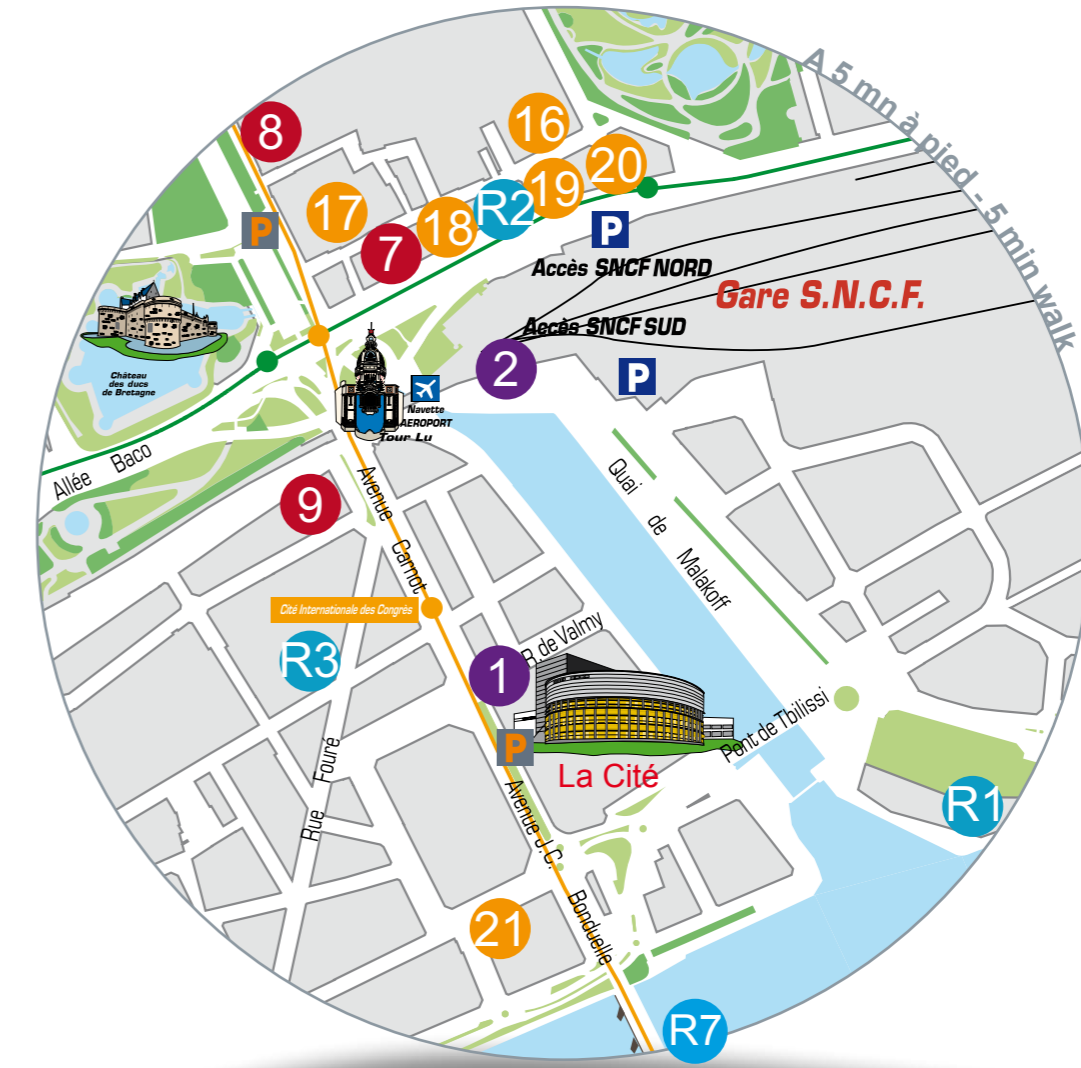 A 5 mn à pied - 5 min walk
8
16
20
17
19
R2
18
7
P
P
Accès SNCF NORD
Gare S.N.C.F.
Accès SNCF SUD
2
P
Château
des ducs
de Bretagne
Navette
AEROPORT
Tour Lu
Allée Baco
9
Avenue Carnot
Quai de Malakoff
Cité Internationale des Congrès
R3
R. de Valmy
1
P
La Cité
Pont de Tbilissi
Rue Fouré
Avenue J.C. Bonduelle
R1
21
R7